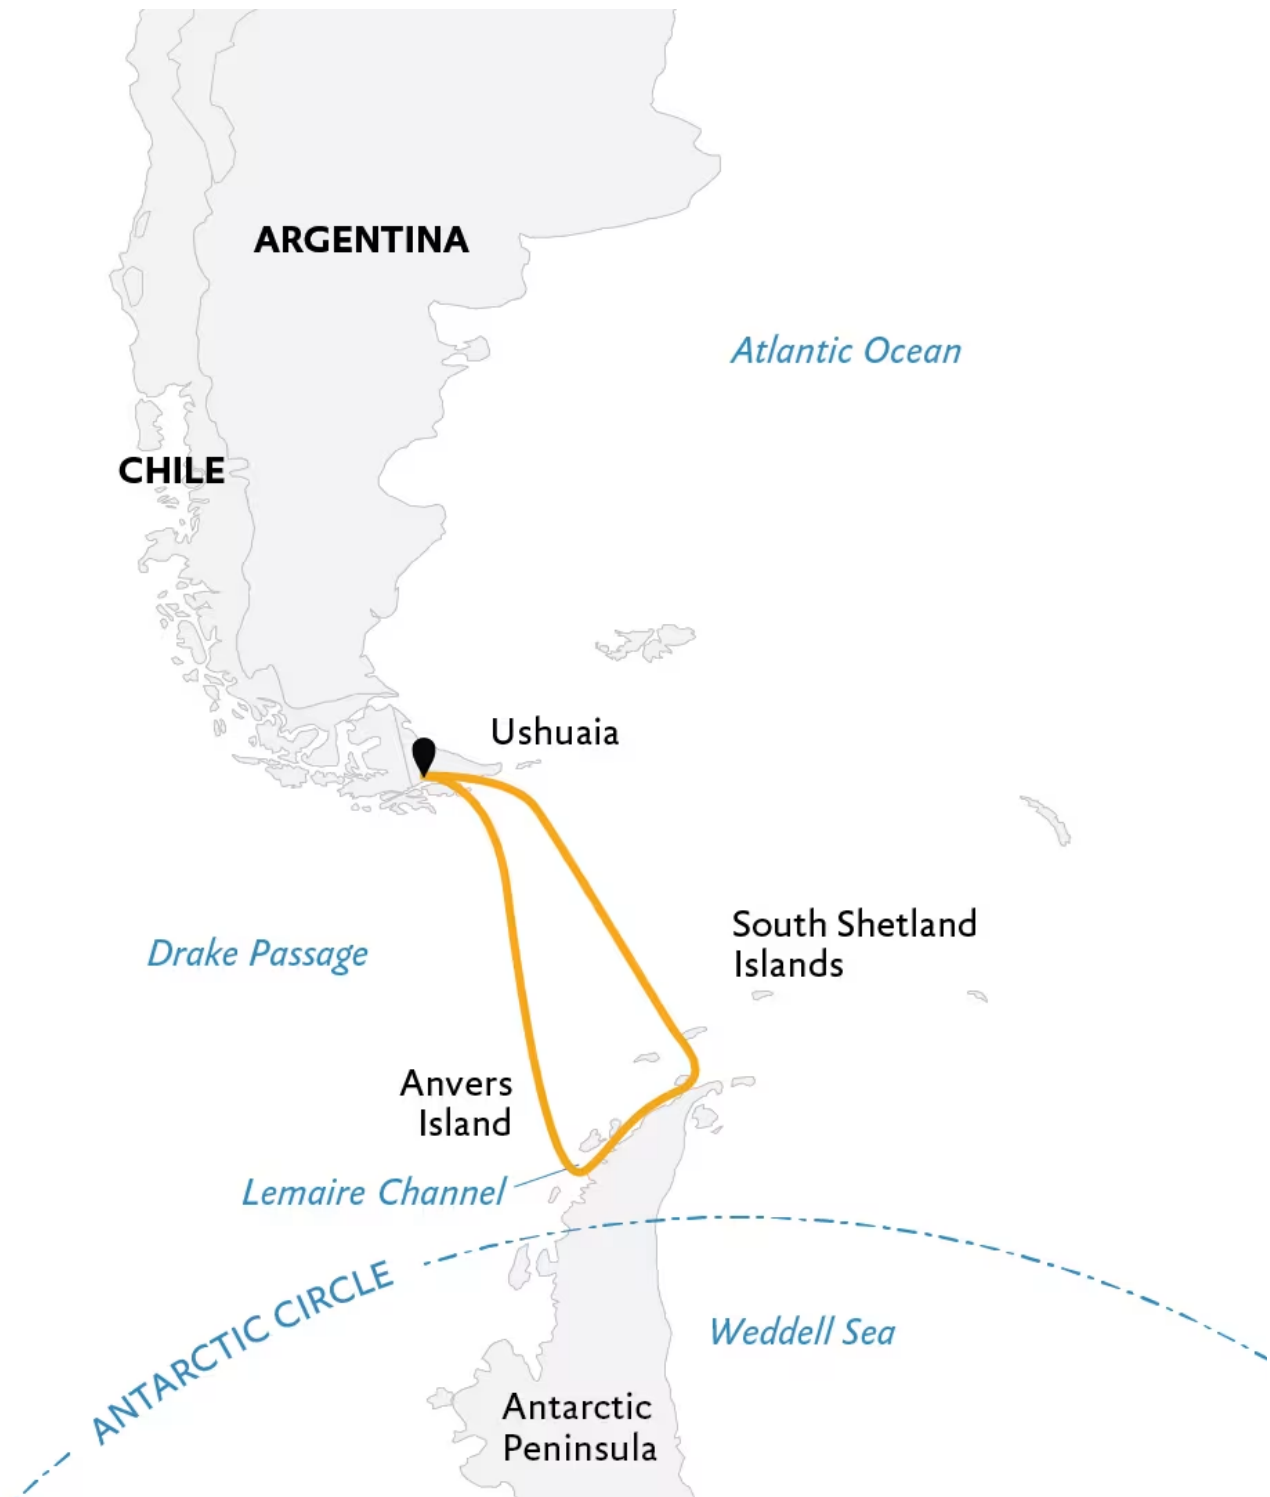 ARGENTINA
Atlantic Ocean
CHILE
Ushuaia
South Shetland
Islands
Drake Passage
Anvers
Island
Lemaire Channel
ANTARCTIC CIRCLE
Weddell Sea
Antarctic
Peninsula